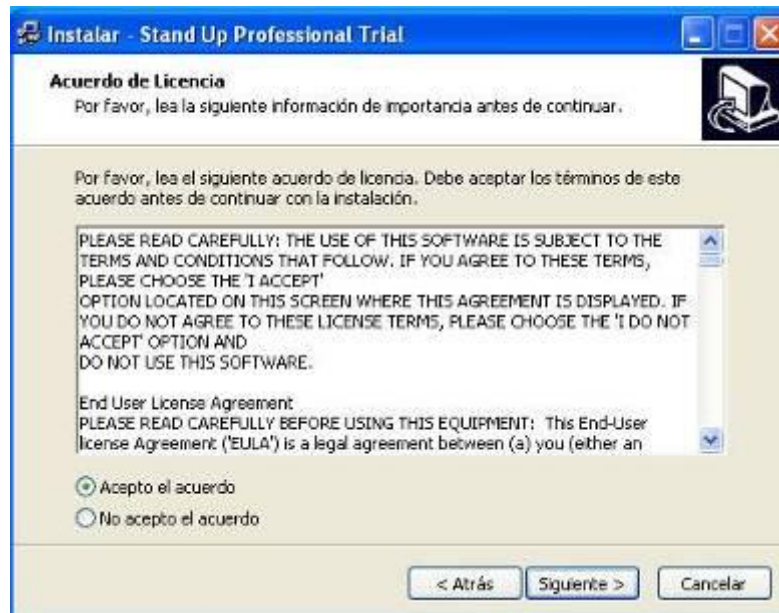 Instalar - Stand Up Professional Trial
Acuerdo de Licencia
Por favor, lea la siguiente información de importancia antes de continuar.
Por favor, lea el siguiente acuerdo de licencia. Debe aceptar los términos de este
acuerdo antes de continuar con la instalación.
PLEASE READ CAREFULLY: THE USE OF THIS SOFTWARE IS SUBJECT TO THE
TERMS AND CONDITIONS THAT FOLLOW. IF YOU AGREE TO THESE TERMS,
PLEASE CHOOSE THE 'I ACCEPT'
OPTION LOCATED ON THIS SCREEN WHERE THIS AGREEMENT IS DISPLAYED. IF
YOU DO NOT AGREE TO THESE LICENSE TERMS, PLEASE CHOOSE THE 'I DO NOT
ACCEPT' OPTION AND
DO NOT USE THIS SOFTWARE.
End User License Agreement
PLEASE READ CAREFULLY BEFORE USING THIS EQUIPMENT: This End-User
license Agreement ('EULA') is a legal agreement between (a) you (either an
Acepto el acuerdo
No acepto el acuerdo
< Atrás Siguiente > Cancelar